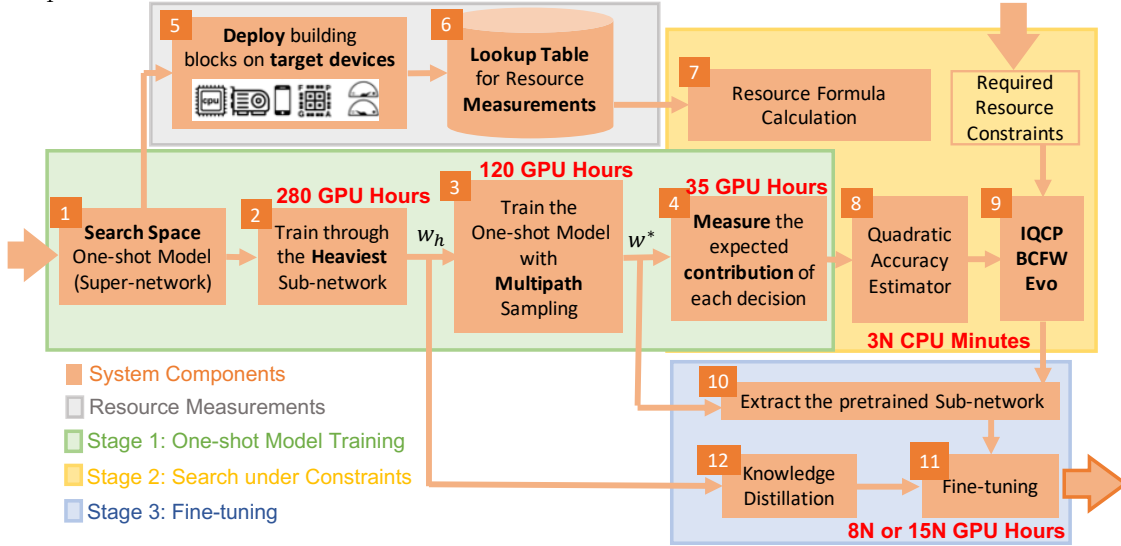 5
Deploy building
blocks on target devices
cpu
6
Lookup Table
for Resource
Measurements
7
Resource Formula
Calculation
Required
Resource
Constraints
1
Search Space
One-shot Model
(Super-network)
280 GPU Hours
2
Train through
the Heaviest
Sub-network
w_h
120 GPU Hours
3
Train the
One-shot Model
with
Multipath
Sampling
w*
35 GPU Hours
4
Measure the
expected
contribution of
each decision
8
Quadratic
Accuracy
Estimator
9
IQCP
BCFW
Evo
3N CPU Minutes
System Components
Resource Measurements
Stage 1: One-shot Model Training
Stage 2: Search under Constraints
Stage 3: Fine-tuning
10
Extract the pretrained Sub-network
12
Knowledge
Distillation
11
Fine-tuning
8N or 15N GPU Hours